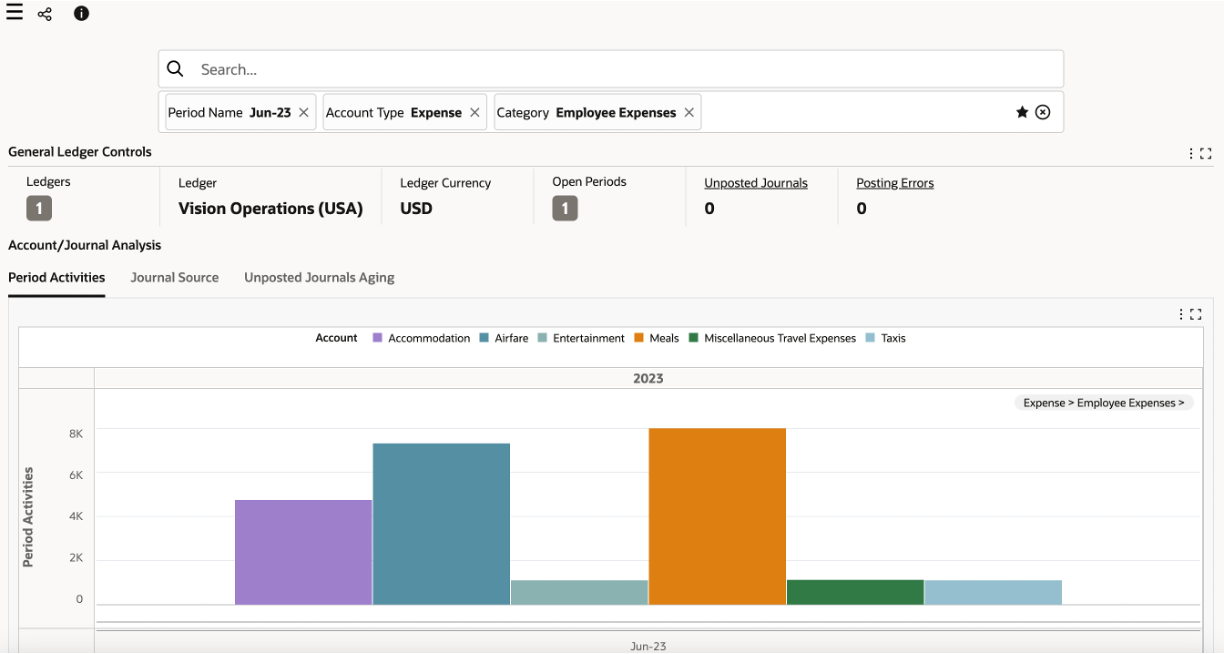 Search...
Period Name Jun-23 Account Type Expense Category Employee Expenses
General Ledger Controls
Ledgers Ledger Ledger Currency Open Periods Unposted Journals Posting Errors
1 Vision Operations (USA) USD 1 0 0
Account/Journal Analysis
Period Activities Journal Source Unposted Journals Aging
Account Accommodation Airfare Entertainment Meals Miscellaneous Travel Expenses Taxis
2023
Expense > Employee Expenses >
Period Activities
8K
6K
4K
2K
0
Jun-23